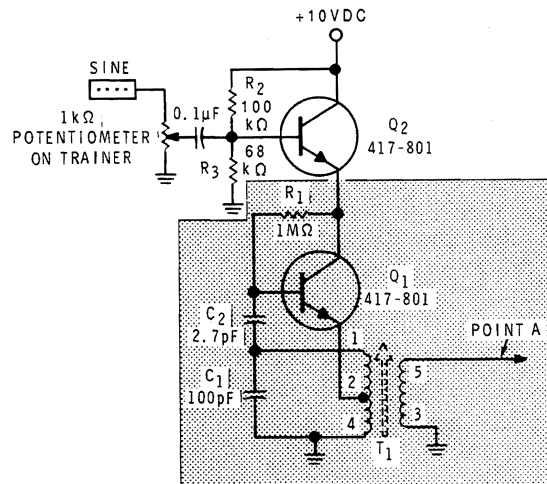 +10VDC
SINE
1kΩ
POTENTIOMETER
ON TRAINER
0.1μF
R2
100
kΩ
68
kΩ
R3
Q2
417-801
R1
1MΩ
Q1
417-801
C2
2.7pF
C1
100pF
1
2
4
5
3
T1
POINT A